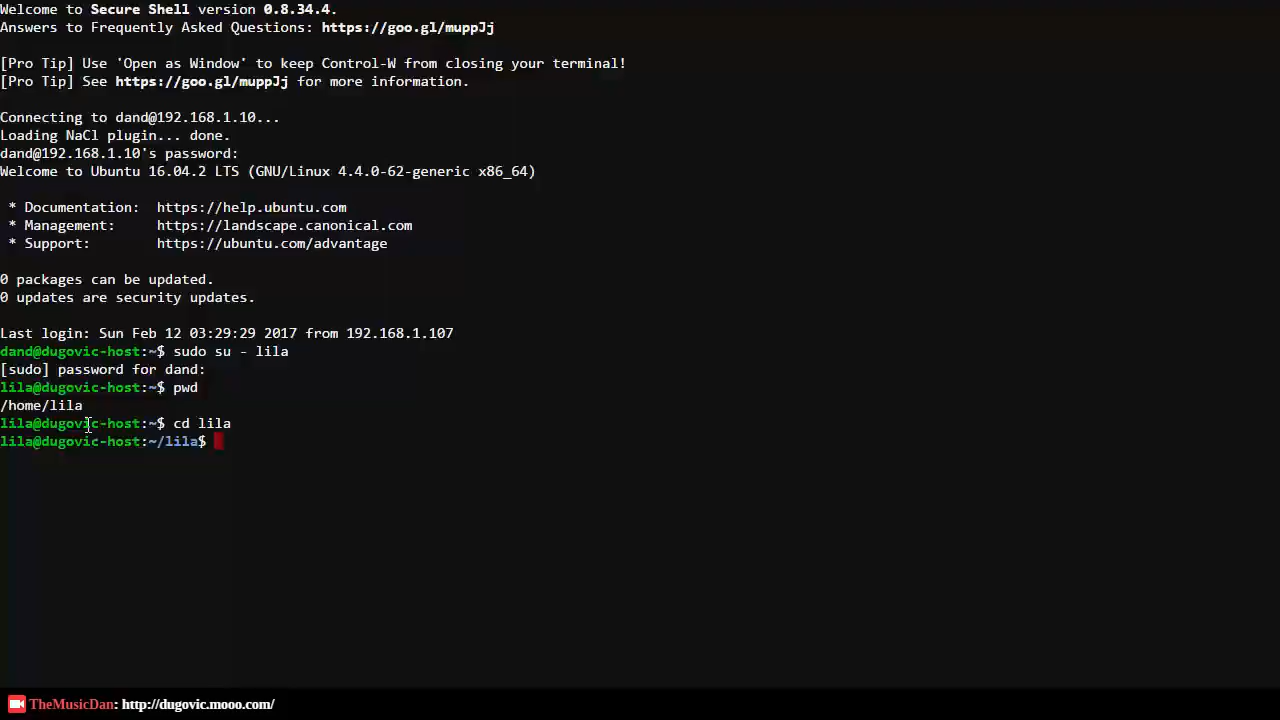 Welcome to Secure Shell version 0.8.34.4.
Answers to Frequently Asked Questions: https://goo.gl/muppJj
[Pro Tip] Use 'Open as Window' to keep Control-W from closing your terminal!
[Pro Tip] See https://goo.gl/muppJj for more information.
Connecting to dand@192.168.1.10...
Loading NaCl plugin... done.
dand@192.168.1.10's password:
Welcome to Ubuntu 16.04.2 LTS (GNU/Linux 4.4.0-62-generic x86_64)
* Documentation:  https://help.ubuntu.com
* Management:     https://landscape.canonical.com
* Support:        https://ubuntu.com/advantage
0 packages can be updated.
0 updates are security updates.
Last login: Sun Feb 12 03:29:29 2017 from 192.168.1.107
dand@dugovic-host:~$ sudo su - lila
[sudo] password for dand:
lila@dugovic-host:~$ pwd
/home/lila
lila@dugovic-host:~$ cd lila
lila@dugovic-host:~/lila$
TheMusicDan: http://dugovic.mooo.com/